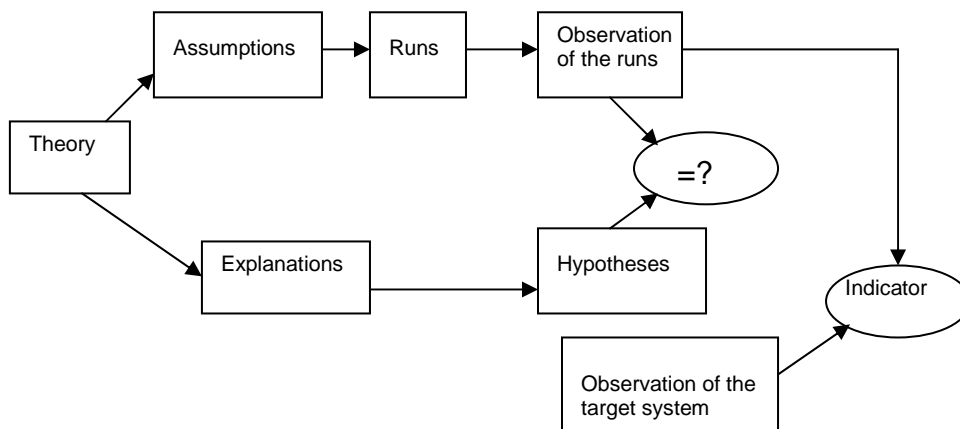 Assumptions
Runs
Observation
of the runs
Theory
=?
Explanations
Hypotheses
Indicator
Observation of the
target system